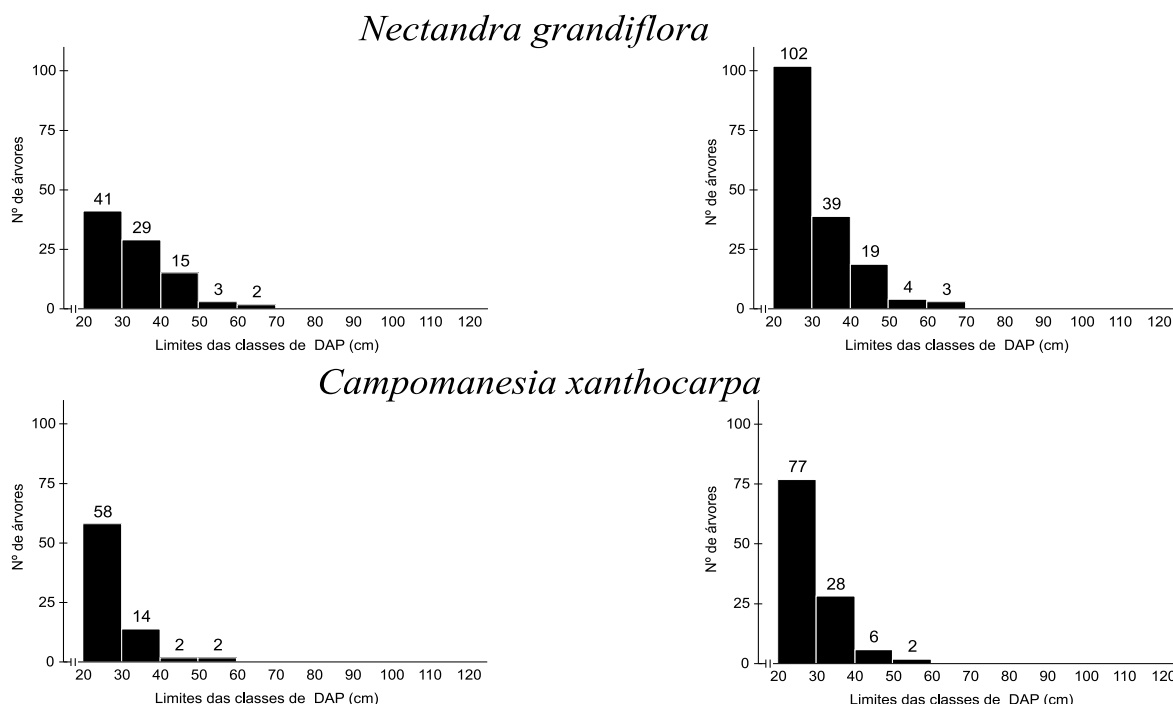 Nectandra grandiflora
100
75
50
25
0
Nº de árvores
41
29
15
3
2
20 30 40 50 60 70 80 90 100 110 120
Limites das classes de DAP (cm)
100
75
50
25
0
Nº de árvores
102
39
19
4
3
20 30 40 50 60 70 80 90 100 110 120
Limites das classes de DAP (cm)
Campomanesia xanthocarpa
100
75
50
25
0
Nº de árvores
58
14
2
2
20 30 40 50 60 70 80 90 100 110 120
Limites das classes de DAP (cm)
100
75
50
25
0
Nº de árvores
77
28
6
2
20 30 40 50 60 70 80 90 100 110 120
Limites das classes de DAP (cm)